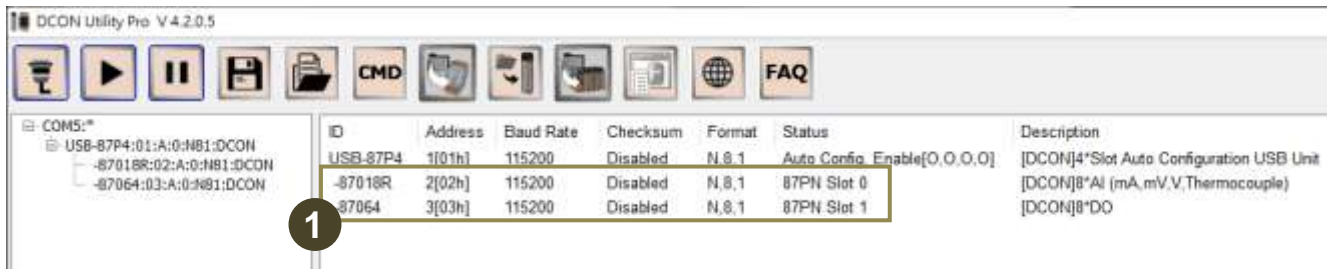 DCON Utility Pro V 4.2.0.5
CMD FAQ
COM5:*
USB-87P4:01:A:0:N81:DCON
-87018R:02:A:0:N81:DCON
-87064:03:A:0:N81:DCON
ID Address Baud Rate Checksum Format Status Description
USB-87P4 1[01h] 115200 Disabled N,8,1 Auto Config. Enable[O,O,O,O] [DCON]4*Slot Auto Configuration USB Unit
-87018R 2[02h] 115200 Disabled N,8,1 87PN Slot 0 [DCON]8*AI (mA,mV,V,Thermocouple)
-87064 3[03h] 115200 Disabled N,8,1 87PN Slot 1 [DCON]8*DO
1